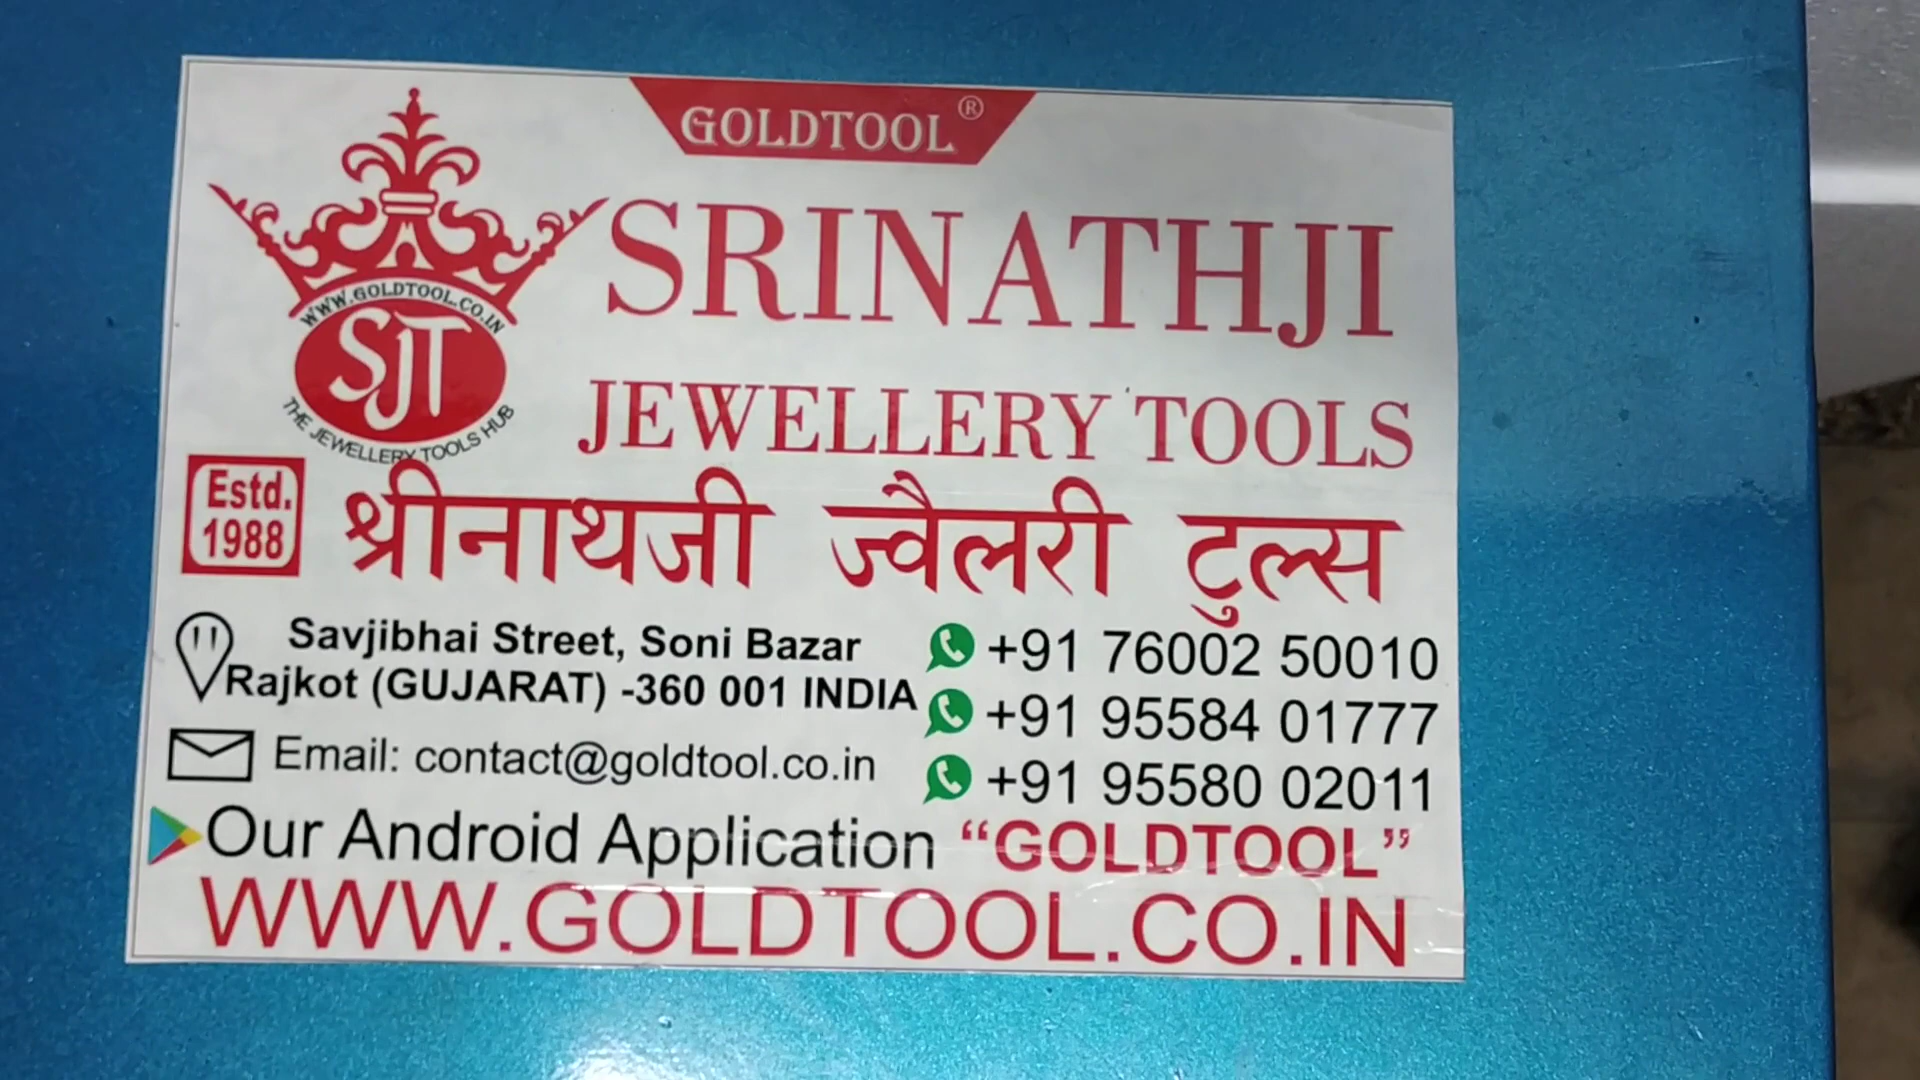 GOLDTOOL®
SRINATHJI
WWW.GOLDTOOL.CO.IN
SJT
THE JEWELLERY TOOLS HUB
JEWELLERY TOOLS
Estd.
1988
श्रीनाथजी ज्वैलरी टुल्स
Savjibhai Street, Soni Bazar
Rajkot (GUJARAT) -360 001 INDIA
+91 76002 50010
+91 95584 01777
Email: contact@goldtool.co.in
+91 95580 02011
Our Android Application “GOLDTOOL”
WWW.GOLDTOOL.CO.IN